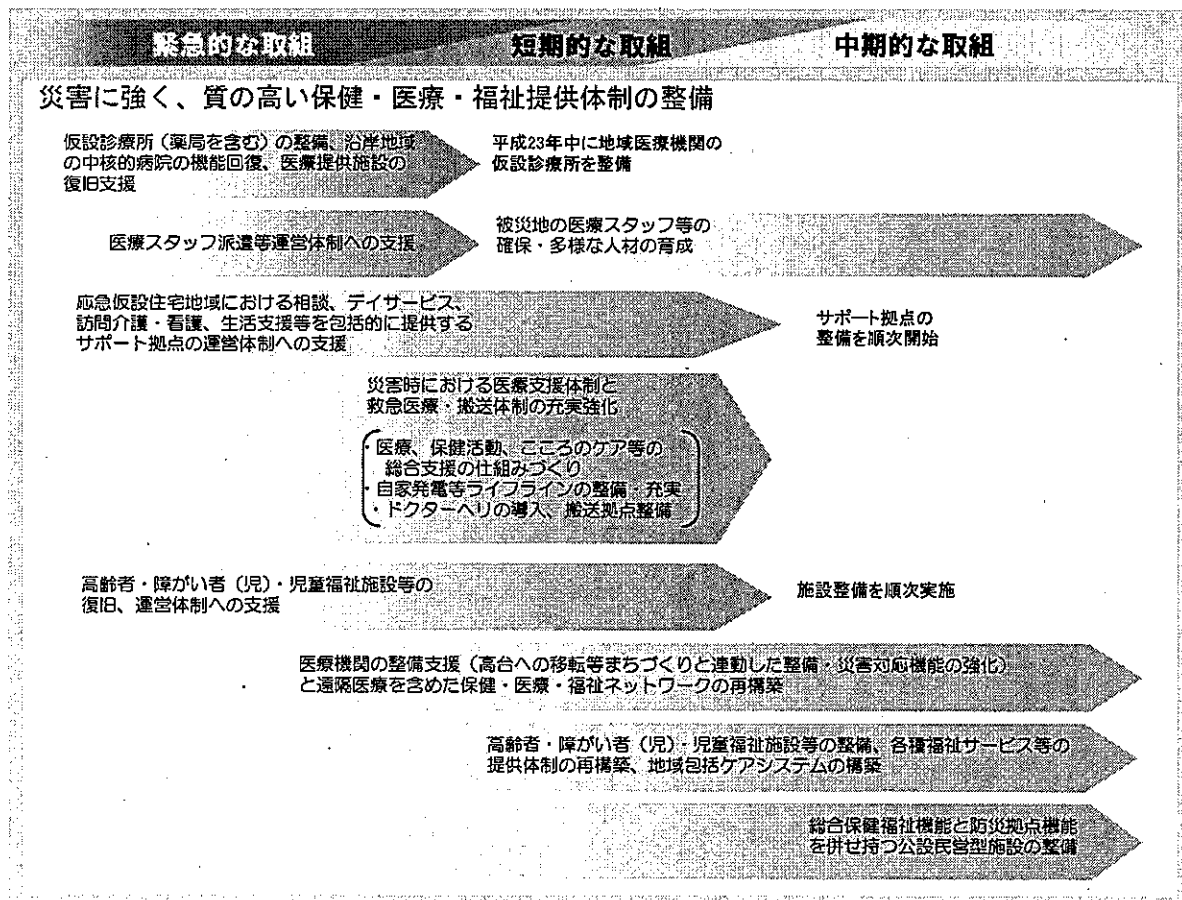 緊急的な取組
短期的な取組
中期的な取組
災害に強く、質の高い保健・医療・福祉提供体制の整備
仮設診療所（薬局を含む）の整備、沿岸地域
の中核的病院の機能回復、医療提供施設の
復旧支援
平成23年中に地域医療機関の
仮設診療所を整備
医療スタッフ派遣等運営体制への支援
被災地の医療スタッフ等の
確保・多様な人材の育成
応急仮設住宅地域における相談、デイサービス、
訪問介護・看護、生活支援等を包括的に提供する
サポート拠点の運営体制への支援
サポート拠点の
整備を順次開始
災害時における医療支援体制と
救急医療・搬送体制の充実強化
・医療、保健活動、こころのケア等の
総合支援の仕組みづくり
・自家発電等ライフラインの整備・充実
・ドクターヘリの導入、搬送拠点整備
高齢者・障がい者（児）・児童福祉施設等の
復旧、運営体制への支援
施設整備を順次実施
医療機関の整備支援（高台への移転等まちづくりと連動した整備・災害対応機能の強化）
と遠隔医療を含めた保健・医療・福祉ネットワークの再構築
高齢者・障がい者（児）・児童福祉施設等の整備、各種福祉サービス等の
提供体制の再構築、地域包括ケアシステムの構築
総合保健福祉機能と防災拠点機能
を併せ持つ公設民営型施設の整備